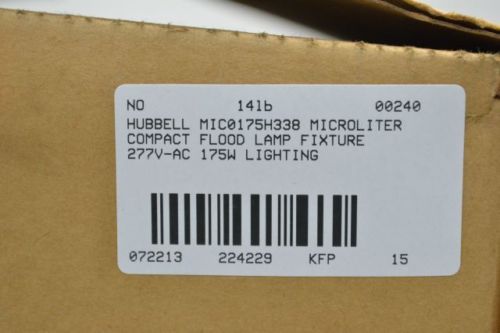 NO 14lb 00240
HUBBELL MIC0175H338 MICROLITER
COMPACT FLOOD LAMP FIXTURE
277V-AC 175W LIGHTING
072213 224229 KFP 15